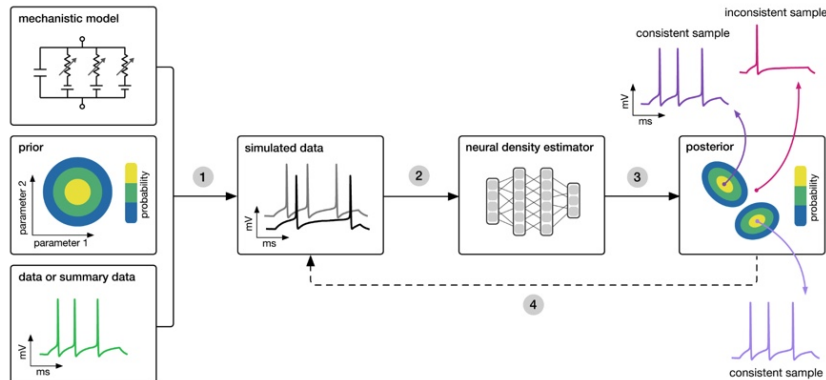 mechanistic model
prior
parameter 2
parameter 1
probability
data or summary data
mV
ms
1
simulated data
mV
ms
2
neural density estimator
3
posterior
probability
4
consistent sample
mV
ms
inconsistent sample
consistent sample